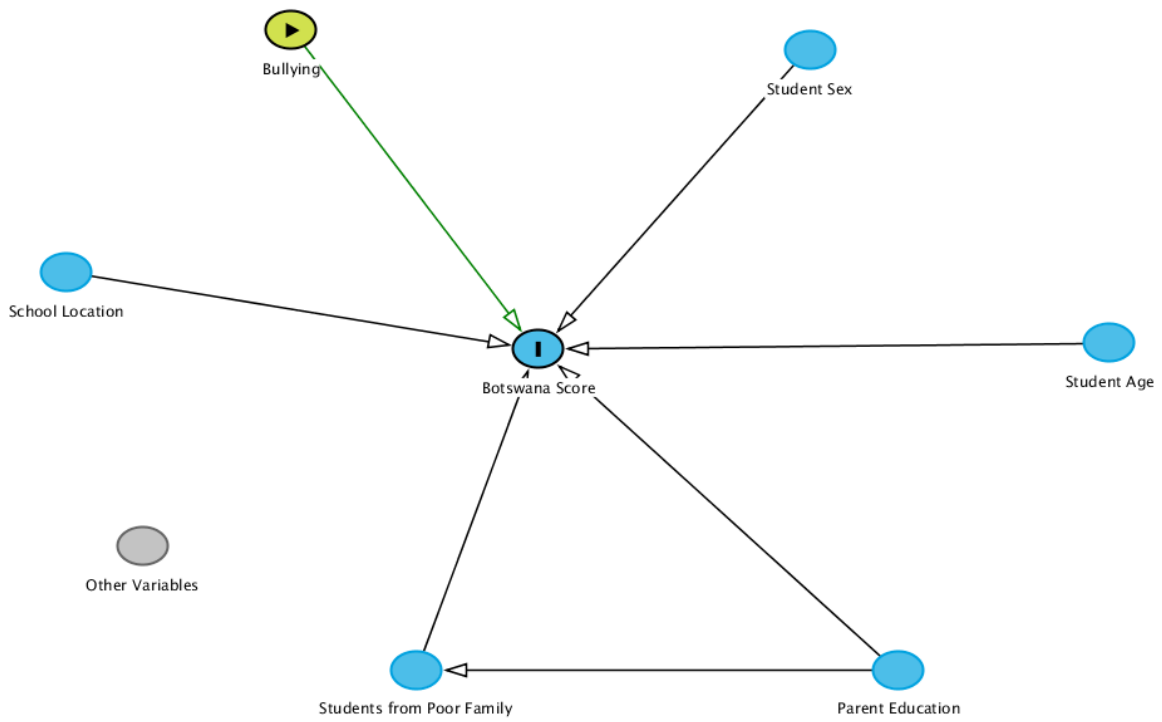 Bullying
Student Sex
School Location
Botswana Score
Student Age
Other Variables
Students from Poor Family
Parent Education